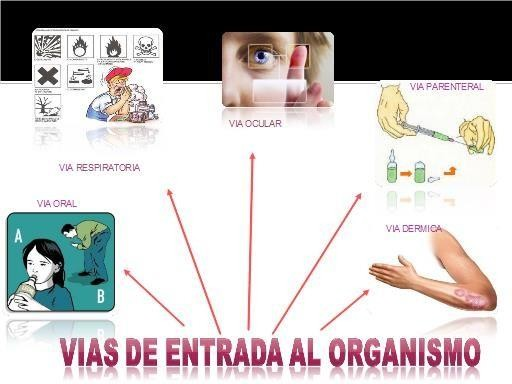 VIA PARENTERAL
VIA OCULAR
VIA RESPIRATORIA
VIA ORAL
VIA DERMICA
A
B
VIAS DE ENTRADA AL ORGANISMO